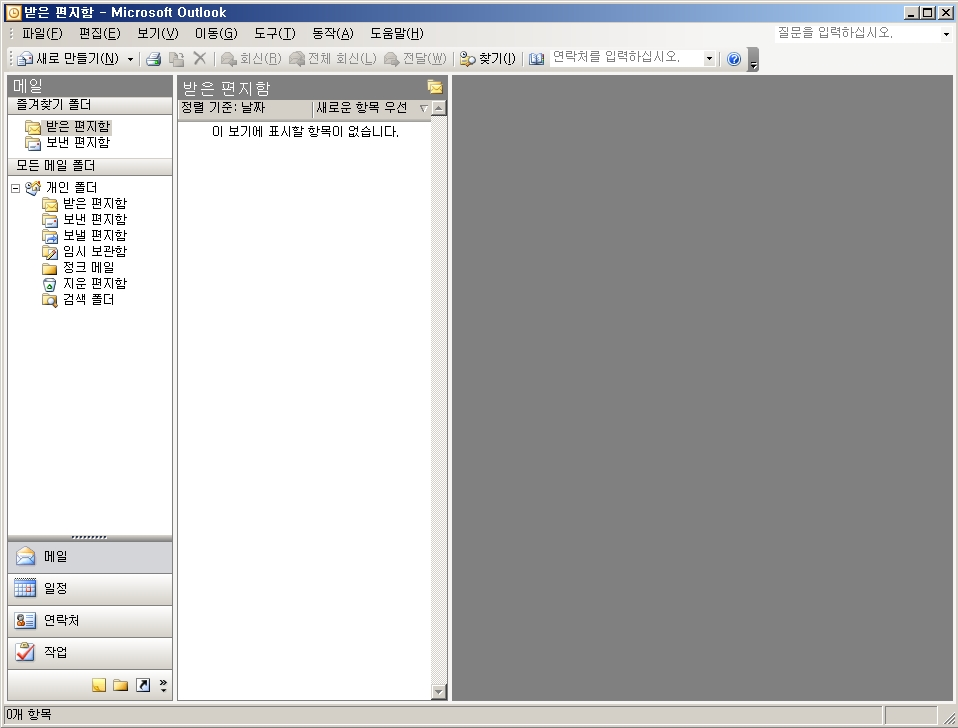 받은 편지함 - Microsoft Outlook
파일(F) 편집(E) 보기(V) 이동(G) 도구(T) 동작(A) 도움말(H) 질문을 입력하십시오.
새로 만들기(N) 회신(R) 전체 회신(L) 전달(W) 찾기(I) 연락처를 입력하십시오.
메일
즐겨찾기 폴더
받은 편지함
보낸 편지함
모든 메일 폴더
개인 폴더
받은 편지함
보낸 편지함
보낼 편지함
임시 보관함
정크 메일
지운 편지함
검색 폴더
메일
일정
연락처
작업
받은 편지함
정렬 기준: 날짜 새로운 항목 우선
이 보기에 표시할 항목이 없습니다.
0개 항목